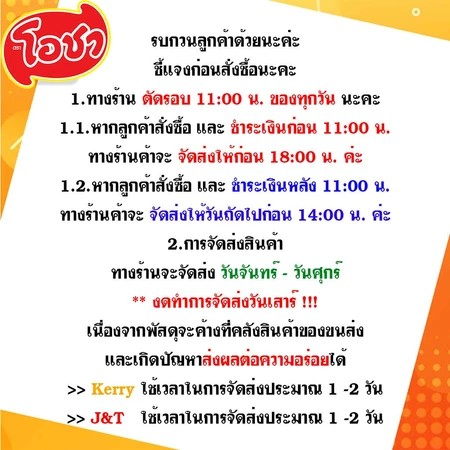 โอชา
รบกวนลูกค้าด้วยนะค่ะ
ชี้แจงก่อนสั่งซื้อนะคะ
1.ทางร้าน ตัดรอบ 11:00 น. ของทุกวัน นะคะ
1.1.หากลูกค้าสั่งซื้อ และ ชำระเงินก่อน 11:00 น.
ทางร้านค้าจะ จัดส่งให้ก่อน 18:00 น. ค่ะ
1.2.หากลูกค้าสั่งซื้อ และ ชำระเงินหลัง 11:00 น.
ทางร้านค้าจะ จัดส่งให้วันถัดไปก่อน 14:00 น. ค่ะ
2.การจัดส่งสินค้า
ทางร้านจะจัดส่ง วันจันทร์ - วันศุกร์
** งดทำการจัดส่งวันเสาร์ !!!
เนื่องจากพัสดุจะค้างที่คลังสินค้าของขนส่ง
และเกิดปัญหาส่งผลต่อความอร่อยได้
>> Kerry ใช้เวลาในการจัดส่งประมาณ 1 -2 วัน
>> J&T ใช้เวลาในการจัดส่งประมาณ 1 -2 วัน